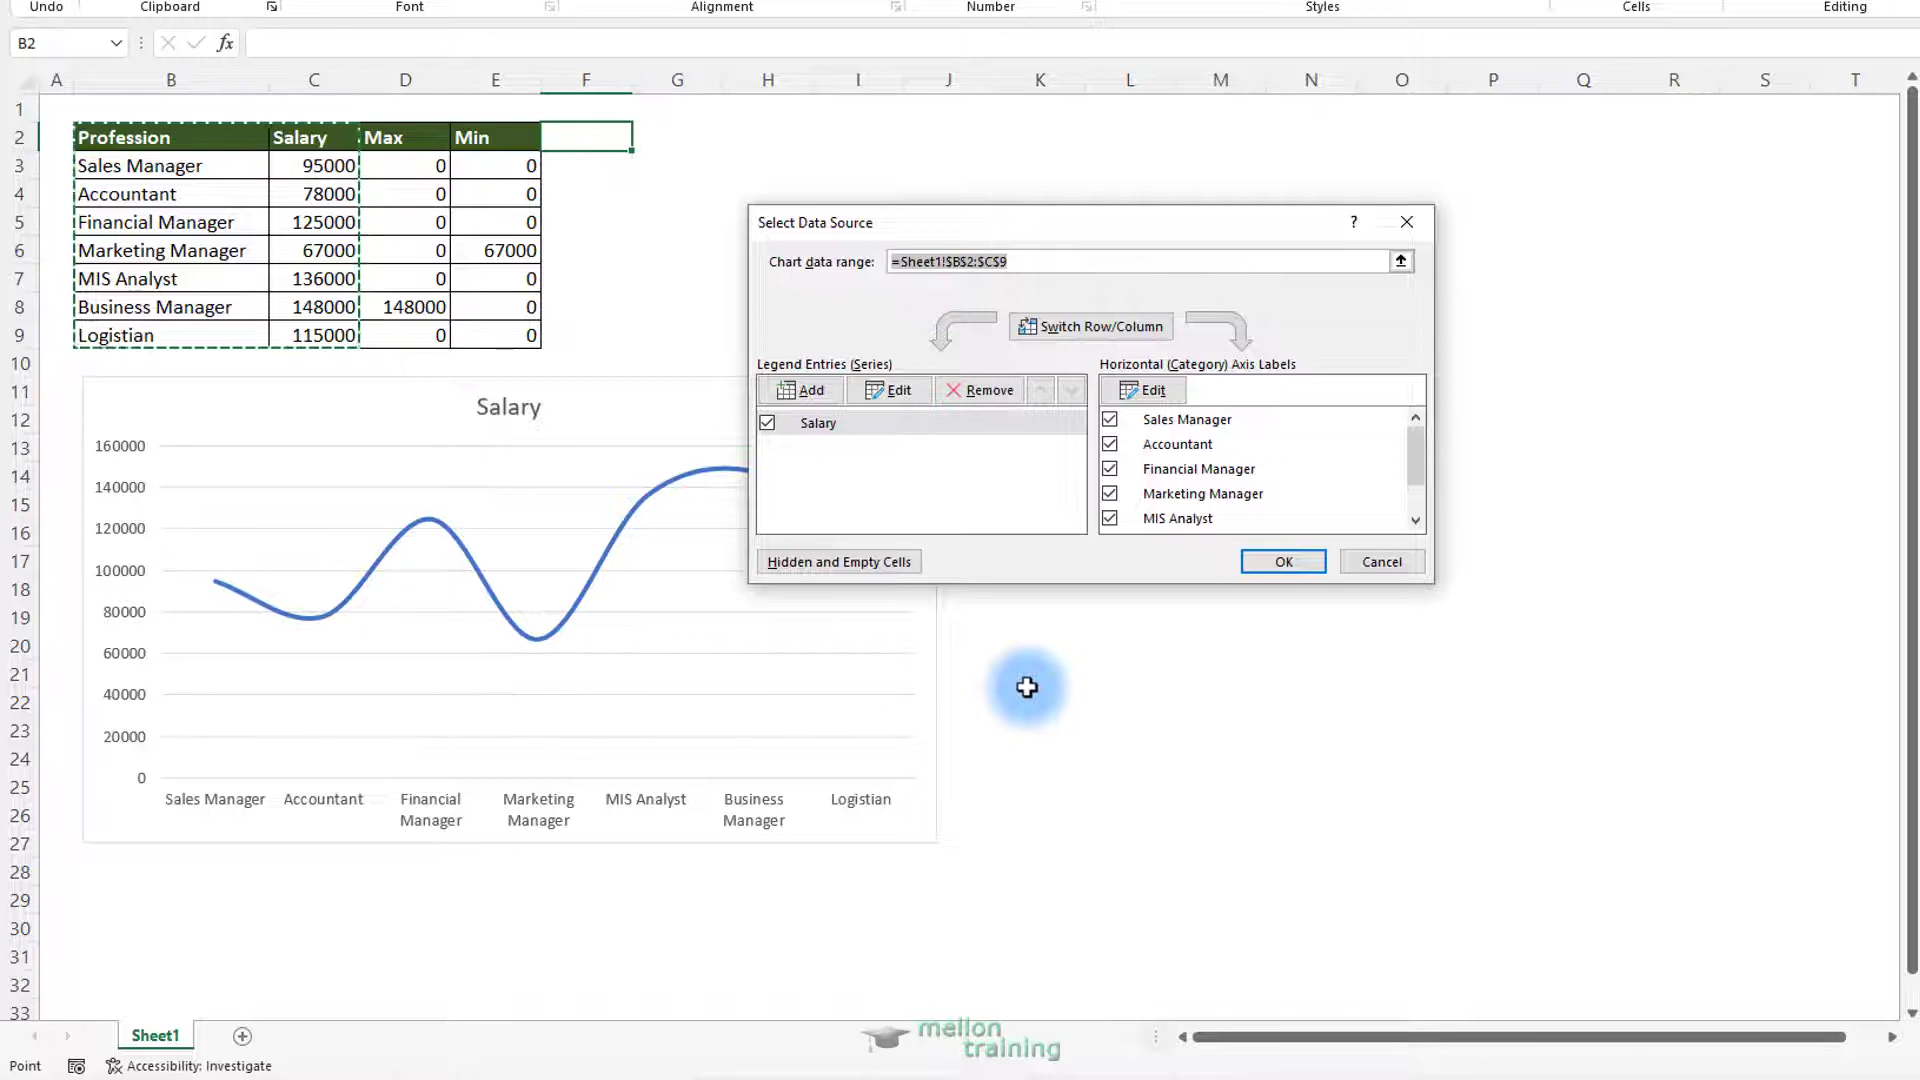 Undo Clipboard Font Alignment Number Styles Cells Editing
B2 fx
A B C D E F G H I J K L M N O P Q R S T
1
2 Profession Salary Max Min
3 Sales Manager 95000 0 0
4 Accountant 78000 0 0
5 Financial Manager 125000 0 0
6 Marketing Manager 67000 0 67000
7 MIS Analyst 136000 0 0
8 Business Manager 148000 148000 0
9 Logistian 115000 0 0
10
11
12
13
14
15
16
17
18
19
20
21
22
23
24
25
26
27
28
29
30
31
32
33
Salary
160000
140000
120000
100000
80000
60000
40000
20000
0
Sales Manager Accountant Financial Manager Marketing Manager MIS Analyst Business Manager Logistian
Select Data Source ?
Chart data range: =Sheet1!$B$2:$C$9
Switch Row/Column
Legend Entries (Series)
Add Edit Remove
Salary
Horizontal (Category) Axis Labels
Edit
Sales Manager
Accountant
Financial Manager
Marketing Manager
MIS Analyst
Hidden and Empty Cells OK Cancel
Sheet1
mellon
training
Point Accessibility: Investigate